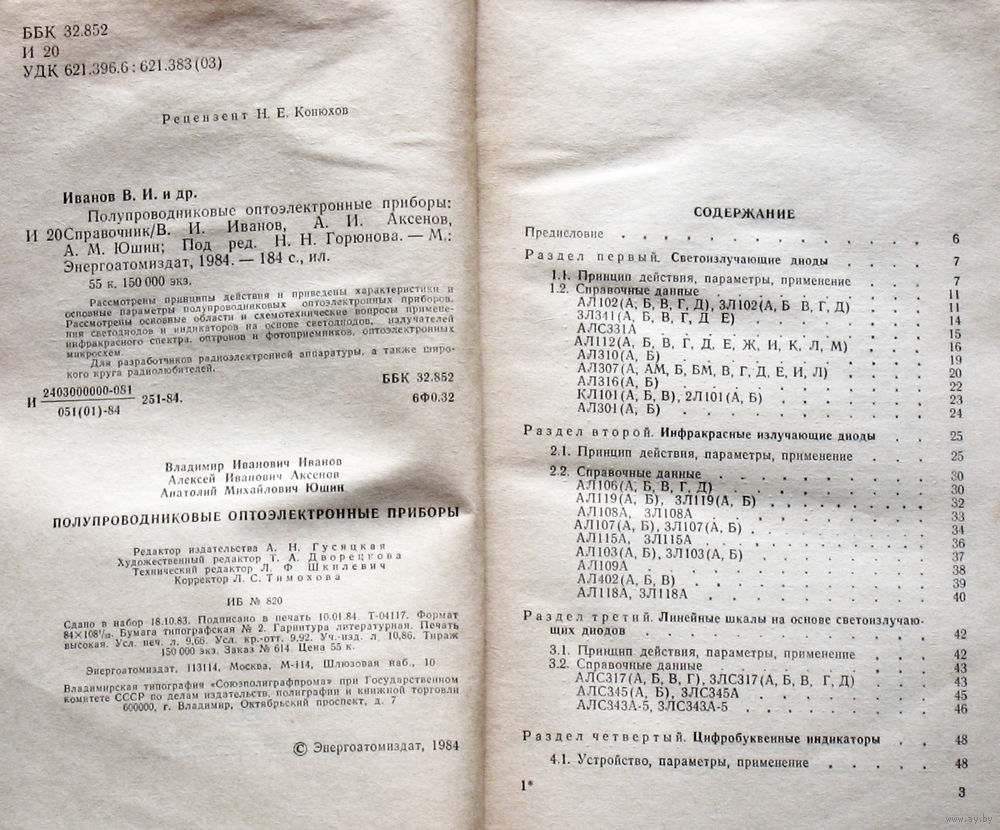 ББК 32.852
И 20
УДК 621.396.6 : 621.383 (03)
Рецензент Н. Е. Конюхов
Иванов В. И. и др.
Полупроводниковые оптоэлектронные приборы:
И 20 Справочник/В. И. Иванов, А. И. Аксенов,
А. М. Юшин; Под ред. Н. Н. Горюнова. — М.:
Энергоатомиздат, 1984. — 184 с., ил.
55 к. 150 000 экз.
Рассмотрены принципы действия и приведены характеристики и
основные параметры полупроводниковых оптоэлектронных приборов.
Рассмотрены основные области и схемотехнические вопросы примене-
ния светодиодов и индикаторов на основе светодиодов, излучателей
инфракрасного спектра, оптронов и фотоприемников, оптоэлектронных
микросхем.
Для разработчиков радиоэлектронной аппаратуры, а также широ-
кого круга радиолюбителей.
И 2403000000-081 / 051(01)-84 251-84.
ББК 32.852
6Ф0.32
Владимир Иванович Иванов
Алексей Иванович Аксенов
Анатолий Михайлович Юшин
ПОЛУПРОВОДНИКОВЫЕ ОПТОЭЛЕКТРОННЫЕ ПРИБОРЫ
Редактор издательства А. Н. Гусяцкая
Художественный редактор Т. А. Дворецкова
Технический редактор Л. Ф Шкилевич
Корректор Л. С. Тимохова
ИБ № 820
Сдано в набор 18.10.83. Подписано в печать 10.01.84 Т-04117. Формат
84×108¹/₃₂. Бумага типографская № 2. Гарнитура литературная. Печать
высокая. Усл. печ. л. 9,66. Усл. кр.-отт. 9,92. Уч.-изд. л. 10,86. Тираж
150 000 экз. Заказ № 614. Цена 55 к.
Энергоатомиздат, 113114, Москва, М-114, Шлюзовая наб., 10
Владимирская типография «Союзполиграфпрома» при Государственном
комитете СССР по делам издательств, полиграфии и книжной торговли
600000, г. Владимир, Октябрьский проспект, д. 7
© Энергоатомиздат, 1984
СОДЕРЖАНИЕ
Предисловие . . . . . . . . . . . . 6
Раздел первый. Светоизлучающие диоды . . . . 7
1.1. Принцип действия, параметры, применение . . . . 7
1.2. Справочные данные . . . . . . . . . 11
АЛ102(А, Б, В, Г, Д), 3Л102(А, Б В, Г, Д) . . . 11
3Л341(А, Б, В, Г, Д Е) . . . . . . . 14
АЛС331А . . . . . . . . . . 15
АЛ112(А, Б, В, Г, Д, Е, Ж, И, К, Л, М) . . . 16
АЛ310(А, Б) . . . . . . . . . 19
АЛ307(А, АМ, Б, БМ, В, Г, Д, Е, И, Л) . . . 20
АЛ316(А, Б) . . . . . . . . . 22
КЛ101(А, Б, В), 2Л101(А, Б) . . . . . . 23
АЛ301(А, Б) . . . . . . . . . 24
Раздел второй. Инфракрасные излучающие диоды . . 25
2.1. Принцип действия, параметры, применение . . . . 25
2.2. Справочные данные . . . . . . . . . 30
АЛ106(А, Б, В, Г, Д) . . . . . . . . 30
АЛ119(А, Б), 3Л119(А, Б) . . . . . . . 32
АЛ108А, 3Л108А . . . . . . . . 33
АЛ107(А, Б), 3Л107(А, Б) . . . . . . . 34
АЛ115А, 3Л115А . . . . . . . . 36
АЛ103(А, Б), 3Л103(А, Б) . . . . . . . 37
АЛ109А . . . . . . . . . . 38
АЛ402(А, Б, В) . . . . . . . . . 39
АЛ118А, 3Л118А . . . . . . . . 40
Раздел третий. Линейные шкалы на основе светоизлучаю-
щих диодов . . . . . . . . . . . 42
3.1. Принцип действия, параметры, применение . . . . 42
3.2. Справочные данные . . . . . . . . . 43
АЛС317(А, Б, В, Г), 3ЛС317(А, Б, В, Г, Д) . . . 43
АЛС345(А, Б), 3ЛС345А . . . . . . . 45
АЛС343А-5, 3ЛС343А-5 . . . . . . . 46
Раздел четвертый. Цифробуквенные индикаторы . . 48
4.1. Устройство, параметры, применение . . . . . 48
1*
3
www.ay.by